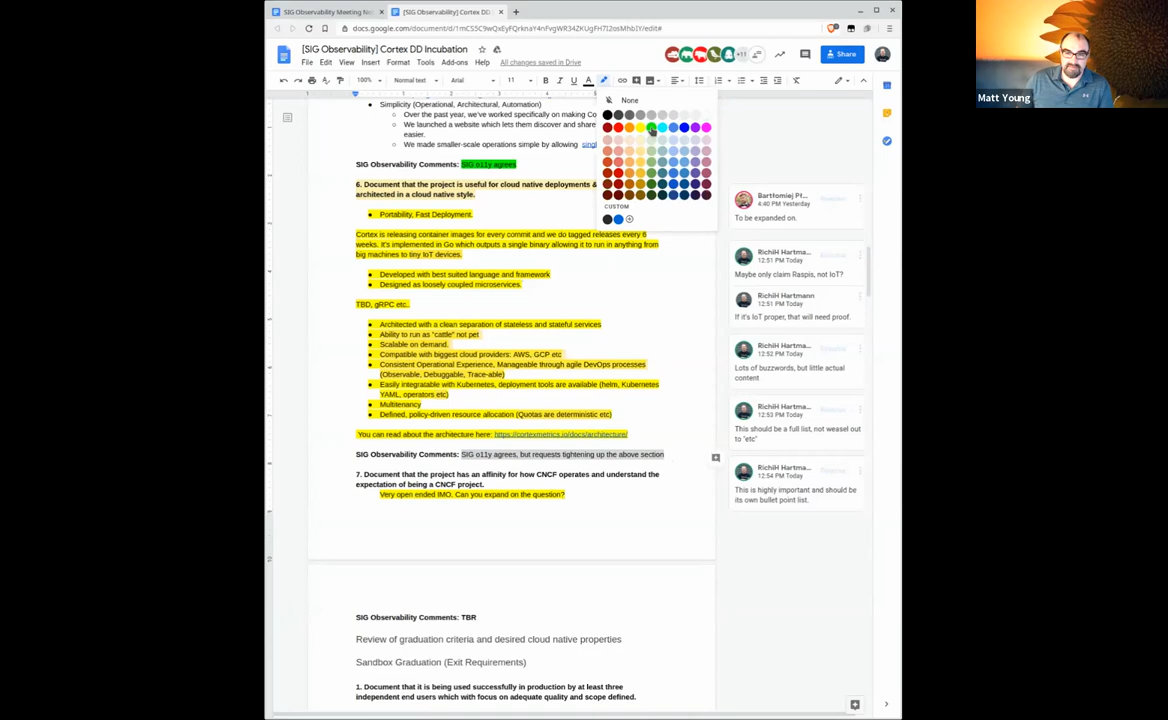 SIG Observability Meeting Not
[SIG Observability] Cortex DD
docs.google.com/document/d/
[SIG Observability] Cortex DD Incubation
File Edit View Insert Format Tools Add-ons Help
All changes saved in Drive
+11
Share
100%
Normal text
Arial
11
None
CUSTOM
Simplicity (Operational, Architectural, Automation)
Over the past year, we've worked specifically on making Co
We launched a website which lets them discover and share
easier.
We made smaller-scale operations simple by allowing singl
SIG Observability Comments: SIG o11y agrees
6. Document that the project is useful for cloud native deployments &
architected in a cloud native style.
Portability, Fast Deployment.
Cortex is releasing container images for every commit and we do tagged releases every 6
weeks. It's implemented in Go which outputs a single binary allowing it to run in anything from
big machines to tiny IoT devices.
Developed with best suited language and framework
Designed as loosely coupled microservices.
TBD, gRPC etc..
Architected with a clean separation of stateless and stateful services
Ability to run as "cattle" not pet
Scalable on demand.
Compatible with biggest cloud providers: AWS, GCP etc
Consistent Operational Experience, Manageable through agile DevOps processes
(Observable, Debuggable, Trace-able)
Easily integratable with Kubernetes, deployment tools are available (helm, Kubernetes
YAML, operators etc)
Multitenancy
Defined, policy-driven resource allocation (Quotas are deterministic etc)
You can read about the architecture here: https://cortexmetrics.io/docs/architecture/
SIG Observability Comments: SIG o11y agrees, but requests tightening up the above section
7. Document that the project has an affinity for how CNCF operates and understand the
expectation of being a CNCF project.
Very open ended IMO. Can you expand on the question?
SIG Observability Comments: TBR
Review of graduation criteria and desired cloud native properties
Sandbox Graduation (Exit Requirements)
1. Document that it is being used successfully in production by at least three
independent end users which with focus on adequate quality and scope defined.
Bartłomiej Pł...
4:40 PM Yesterday
To be expanded on.
RichiH Hartma...
12:51 PM Today
Maybe only claim Raspis, not IoT?
RichiH Hartmann
12:51 PM Today
If it's IoT proper, that will need proof.
RichiH Hartma...
12:52 PM Today
Lots of buzzwords, but little actual
content
RichiH Hartma...
12:53 PM Today
This should be a full list, not weasel out
to 'etc'
RichiH Hartma...
12:54 PM Today
This is highly important and should be
its own bullet point list.
Matt Young